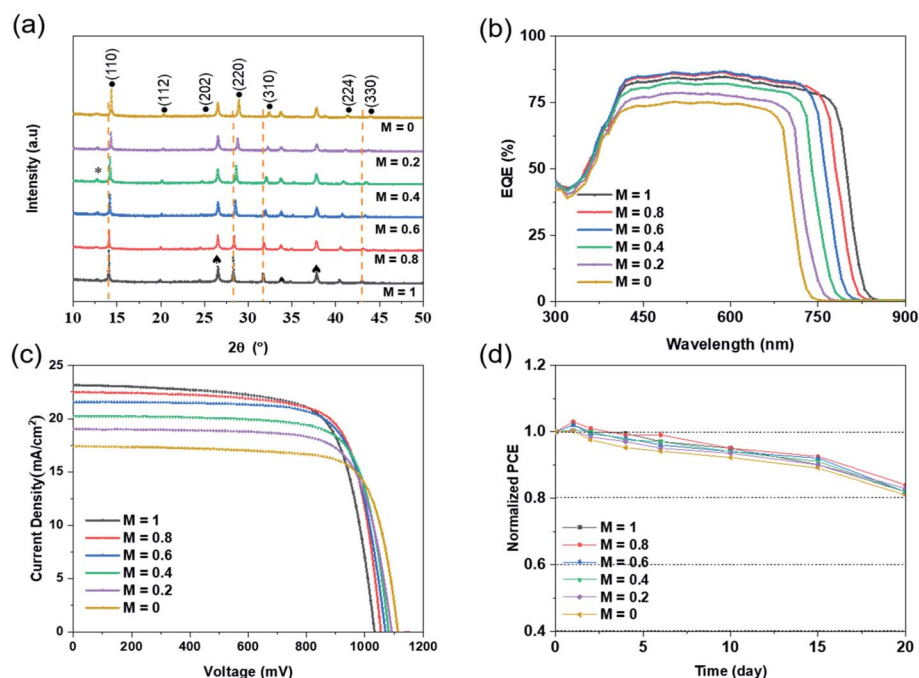 (a)
(110)
(112)
(202)
(220)
(310)
(224)
(330)
M = 0
M = 0.2
*
M = 0.4
M = 0.6
M = 0.8
M = 1
Intensity (a.u)
10 15 20 25 30 35 40 45 50
2θ (°)
(b)
100
75
50
25
0
EQE (%)
M = 1
M = 0.8
M = 0.6
M = 0.4
M = 0.2
M = 0
300 450 600 750 900
Wavelength (nm)
(c)
25
20
15
10
5
0
Current Density(mA/cm²)
M = 1
M = 0.8
M = 0.6
M = 0.4
M = 0.2
M = 0
0 200 400 600 800 1000 1200
Voltage (mV)
(d)
1.2
1.0
0.8
0.6
0.4
Normalized PCE
M = 1
M = 0.8
M = 0.6
M = 0.4
M = 0.2
M = 0
0 5 10 15 20
Time (day)